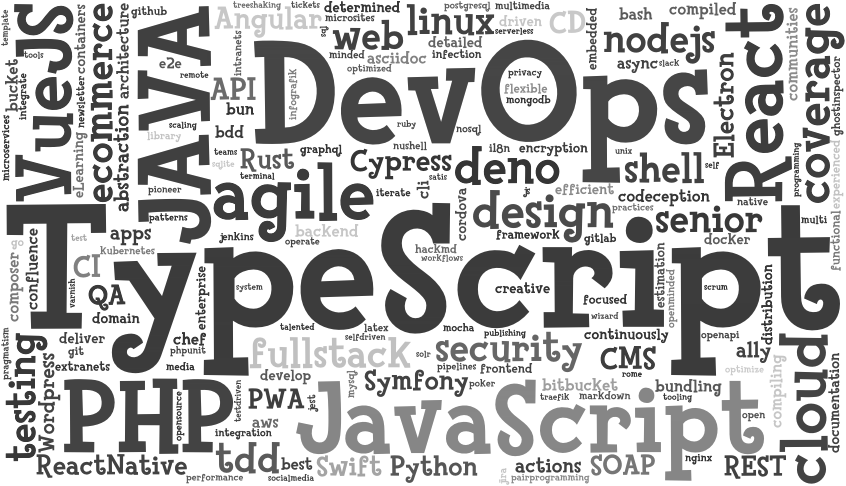 template
VueJS
tools
bucket
integrate
microservices
newsletter
containers
eLearning
ecommerce
architecture
abstraction
github
JAVA
e2e
remote
scaling
library
pioneer
patterns
treeshaking
tickets
Angular
microsites
intranets
sql
API
bun
bdd
teams
sqlite
Rust
terminal
graphql
determined
web
minded
optimized
linux
asciidoc
detailed
infection
postgresql
multimedia
driven
serverless
CD
embedded
bash
compiled
nodejs
async
slack
DevOps
infografik
privacy
flexible
mongodb
ruby
nosql
nushell
i18n
encryption
unix
Cypress
satis
deno
shell
self
Electron
React
communities
coverage
ghostinspector
programming
experienced
functional
native
multi
agile
iterate
cli
cordova
js
efficient
codeception
design
practices
senior
framework
gitlab
docker
apps
test
kubernetes
jenkins
operate
backend
hackmd
workflows
go
composer
confluence
varnish
CI
QA
domain
enterprise
TypeScript
system
creative
focused
wizard
estimation
openminded
scrum
distribution
pragmatism
testing
Wordpress
deliver
git
extranets
chef
phpunit
media
talented
fullstack
selfdriven
latex
solr
mocha
publishing
security
pipelines
frontend
continuously
CMS
rome
openapi
ally
optimize
compiling
cloud
documentation
PHP
opensource
testdriven
develop
PWA
jest
aws
integration
mysql
Symfony
poker
bitbucket
traefik
markdown
bundling
tooling
open
JavaScript
ReactNative
performance
tdd
best
socialmedia
Swift
Python
jira
pairprogramming
actions
SOAP
nginx
REST